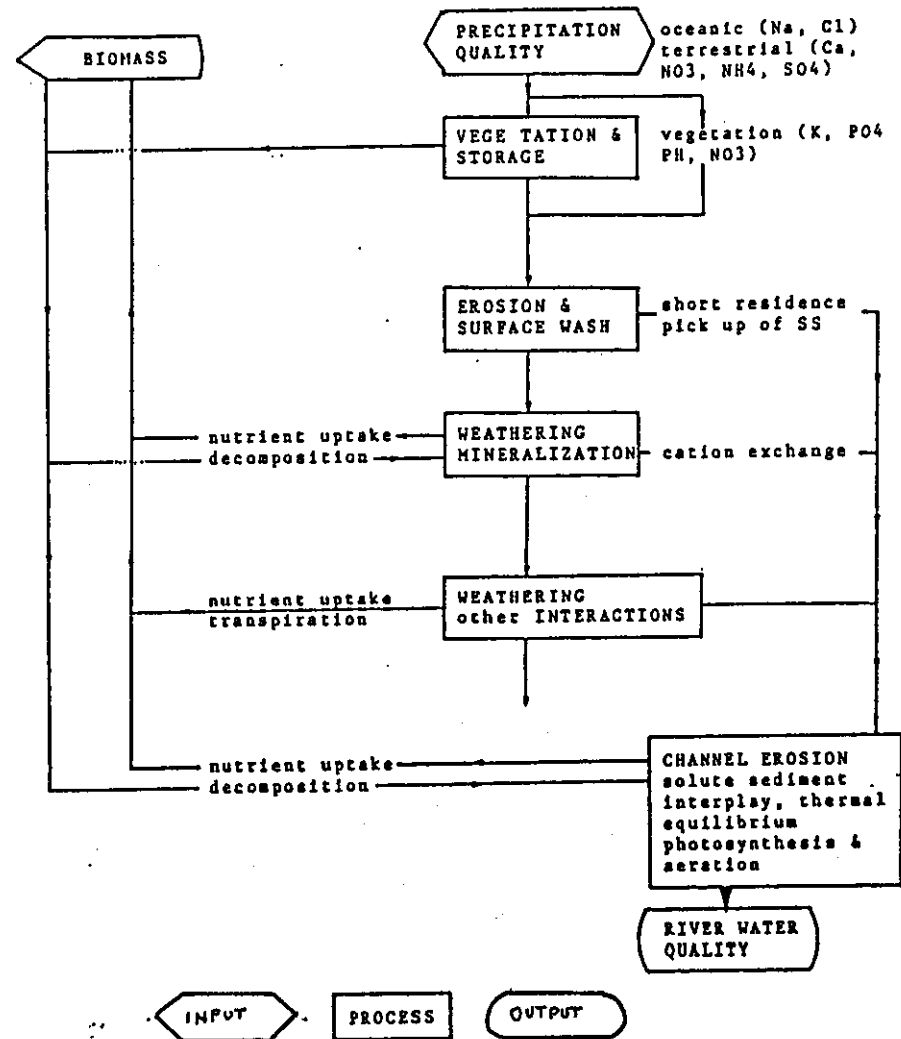 PRECIPITATION
QUALITY
oceanic (Na, Cl)
terrestrial (Ca,
NO3, NH4, SO4)
BIOMASS
VEGE TATION &
STORAGE
vegetation (K, PO4
PH, NO3)
EROSION &
SURFACE WASH
short residence
pick up of SS
nutrient uptake
decomposition
WEATHERING
MINERALIZATION
cation exchange
nutrient uptake
transpiration
WEATHERING
other INTERACTIONS
nutrient uptake
decomposition
CHANNEL EROSION
solute sediment
interplay, thermal
equilibrium
photosynthesis &
aeration
RIVER WATER
QUALITY
INPUT
PROCESS
OUTPUT